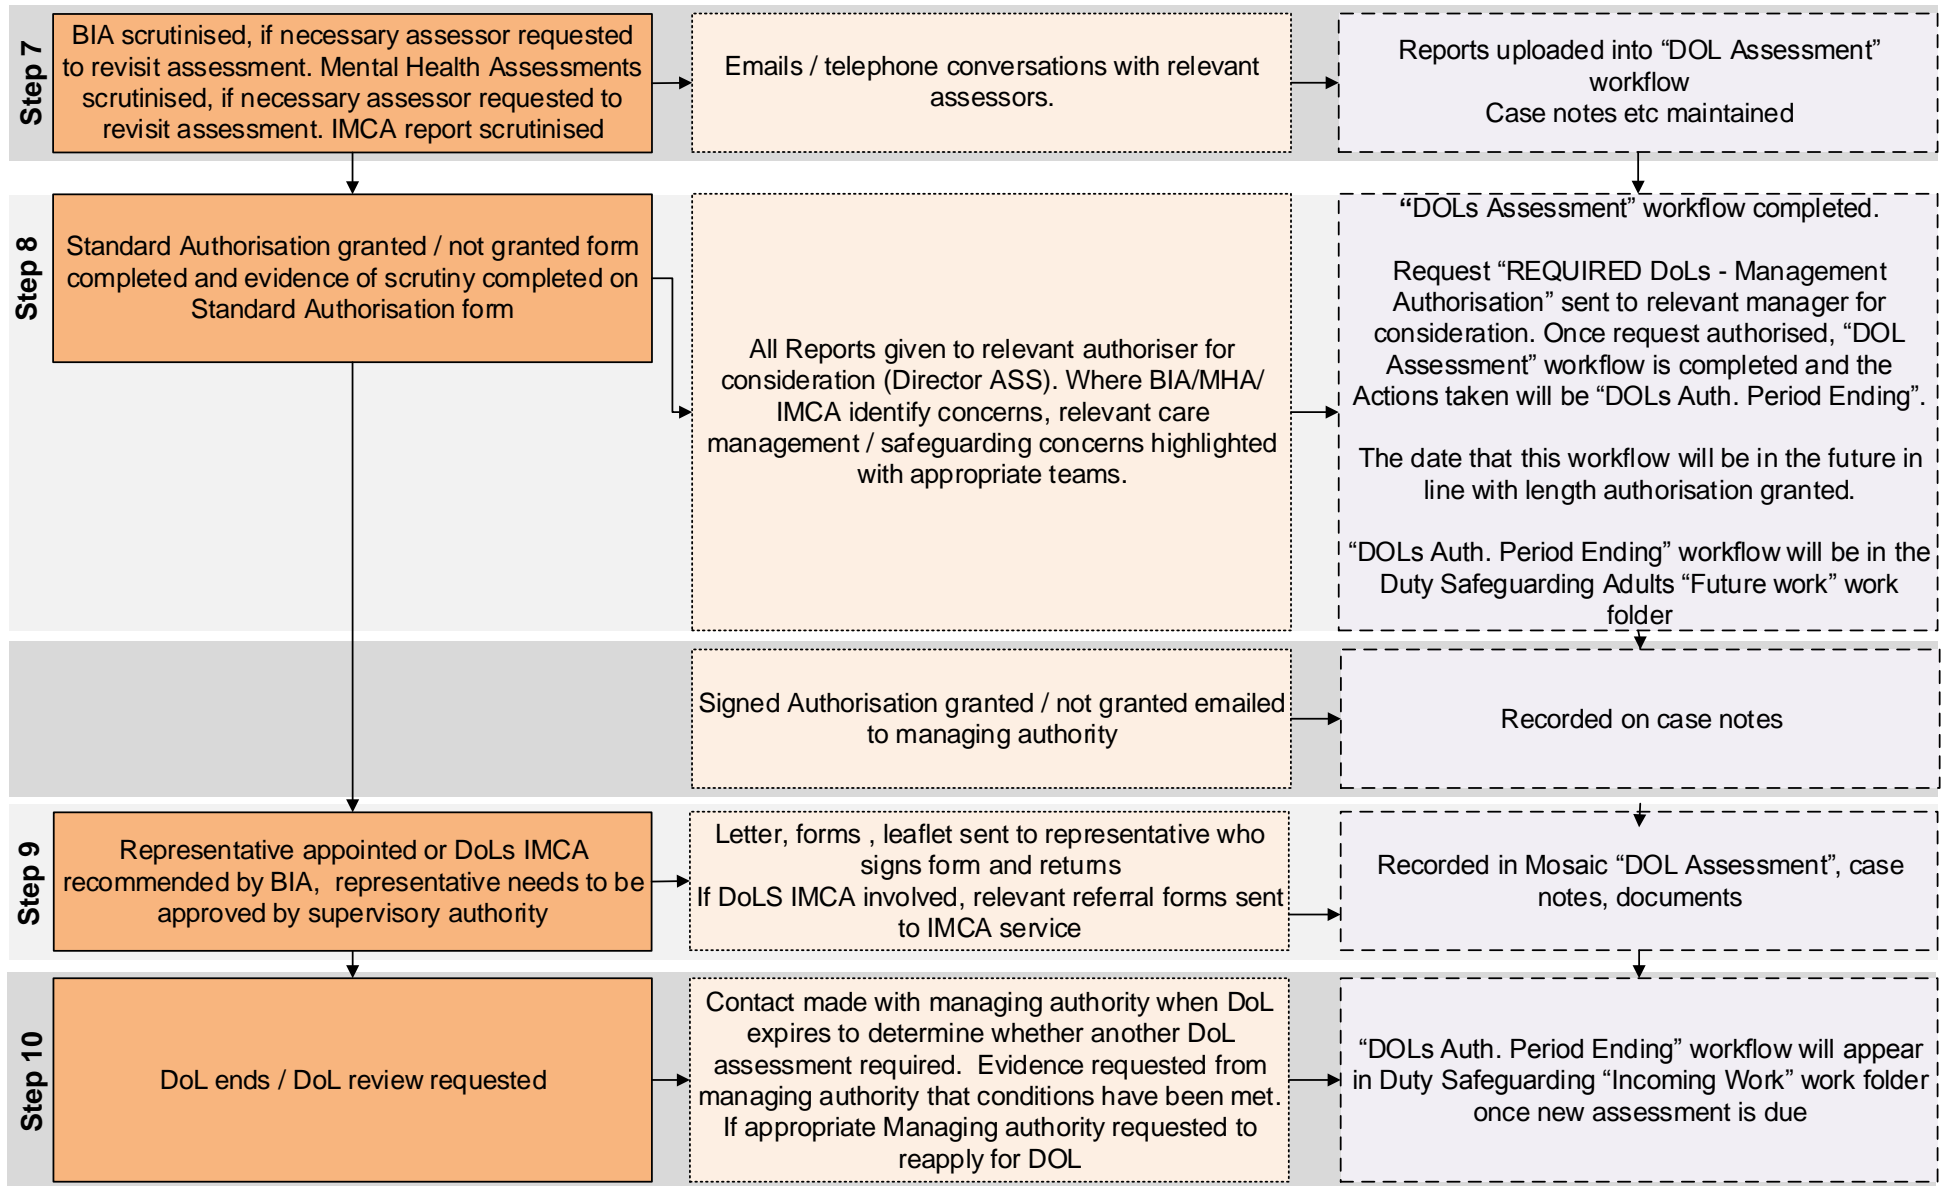 Step 7
BIA scrutinised, if necessary assessor requested
to revisit assessment. Mental Health Assessments
scrutinised, if necessary assessor requested to
revisit assessment. IMCA report scrutinised
Emails / telephone conversations with relevant
assessors.
Reports uploaded into “DOL Assessment”
workflow
Case notes etc maintained
Step 8
Standard Authorisation granted / not granted form
completed and evidence of scrutiny completed on
Standard Authorisation form
All Reports given to relevant authoriser for
consideration (Director ASS). Where BIA/MHA/
IMCA identify concerns, relevant care
management / safeguarding concerns highlighted
with appropriate teams.
“DOLs Assessment” workflow completed.
Request “REQUIRED DoLs - Management
Authorisation” sent to relevant manager for
consideration. Once request authorised, “DOL
Assessment” workflow is completed and the
Actions taken will be “DOLs Auth. Period Ending”.
The date that this workflow will be in the future in
line with length authorisation granted.
“DOLs Auth. Period Ending” workflow will be in the
Duty Safeguarding Adults “Future work” work
folder
Signed Authorisation granted / not granted emailed
to managing authority
Recorded on case notes
Step 9
Representative appointed or DoLs IMCA
recommended by BIA,  representative needs to be
approved by supervisory authority
Letter, forms , leaflet sent to representative who
signs form and returns
If DoLS IMCA involved, relevant referral forms sent
to IMCA service
Recorded in Mosaic “DOL Assessment”, case
notes, documents
Step 10
DoL ends / DoL review requested
Contact made with managing authority when DoL
expires to determine whether another DoL
assessment required.  Evidence requested from
managing authority that conditions have been met.
If appropriate Managing authority requested to
reapply for DOL
“DOLs Auth. Period Ending” workflow will appear
in Duty Safeguarding “Incoming Work” work folder
once new assessment is due